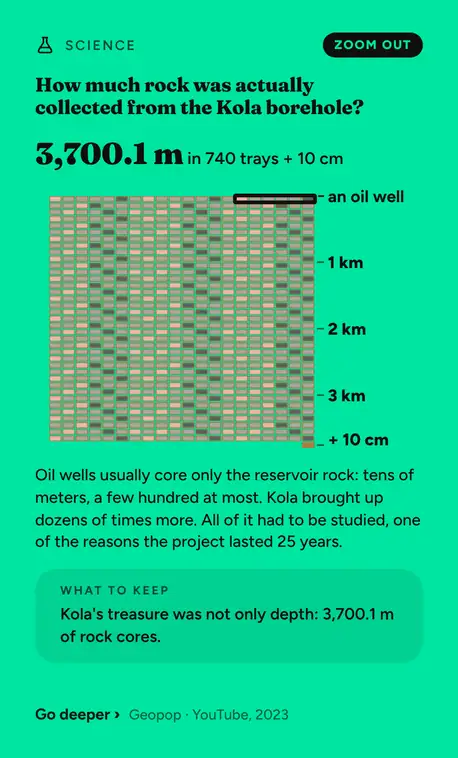 SCIENCE
ZOOM OUT
How much rock was actually
collected from the Kola borehole?
3,700.1 m in 740 trays + 10 cm
an oil well
1 km
2 km
3 km
+ 10 cm
Oil wells usually core only the reservoir rock: tens of
meters, a few hundred at most. Kola brought up
dozens of times more. All of it had to be studied, one
of the reasons the project lasted 25 years.
WHAT TO KEEP
Kola's treasure was not only depth: 3,700.1 m
of rock cores.
Go deeper › Geopop · YouTube, 2023